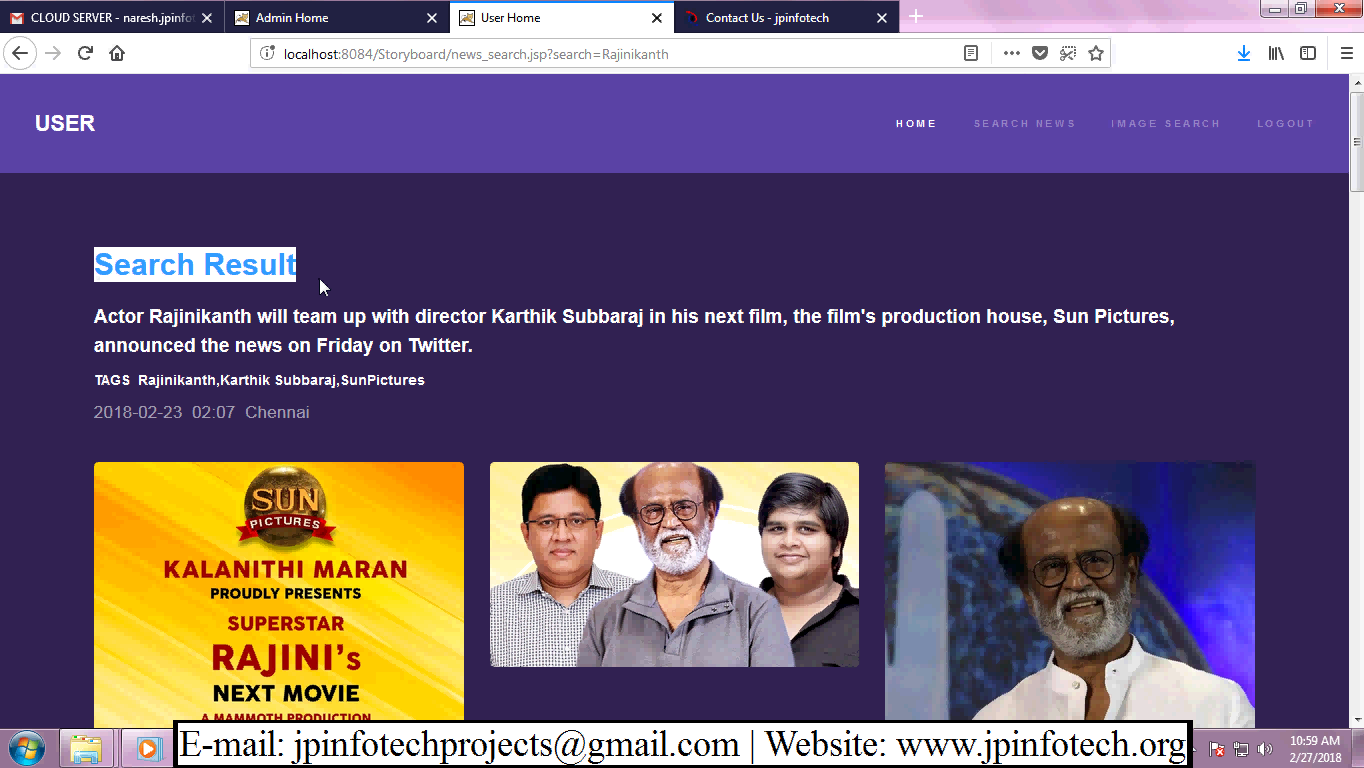 CLOUD SERVER - naresh.jpinfot
Admin Home
User Home
Contact Us - jpinfotech
localhost:8084/Storyboard/news_search.jsp?search=Rajinikanth
USER
HOME
SEARCH NEWS
IMAGE SEARCH
LOGOUT
Search Result
Actor Rajinikanth will team up with director Karthik Subbaraj in his next film, the film's production house, Sun Pictures,
announced the news on Friday on Twitter.
TAGS Rajinikanth,Karthik Subbaraj,SunPictures
2018-02-23 02:07 Chennai
SUN
PICTURES
KALANITHI MARAN
PROUDLY PRESENTS
SUPERSTAR
RAJINI's
NEXT MOVIE
A MAMMOTH PRODUCTION
E-mail: jpinfotechprojects@gmail.com | Website: www.jpinfotech.org
10:59 AM
2/27/2018